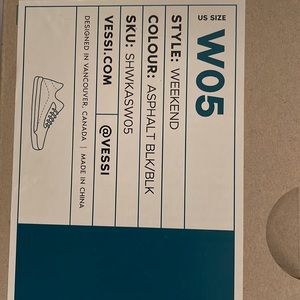 US SIZE
W05
STYLE: WEEKEND
COLOUR: ASPHALT BLK/BLK
SKU: SHWKASW05
VESSI.COM @VESSI
DESIGNED IN VANCOUVER, CANADA | MADE IN CHINA